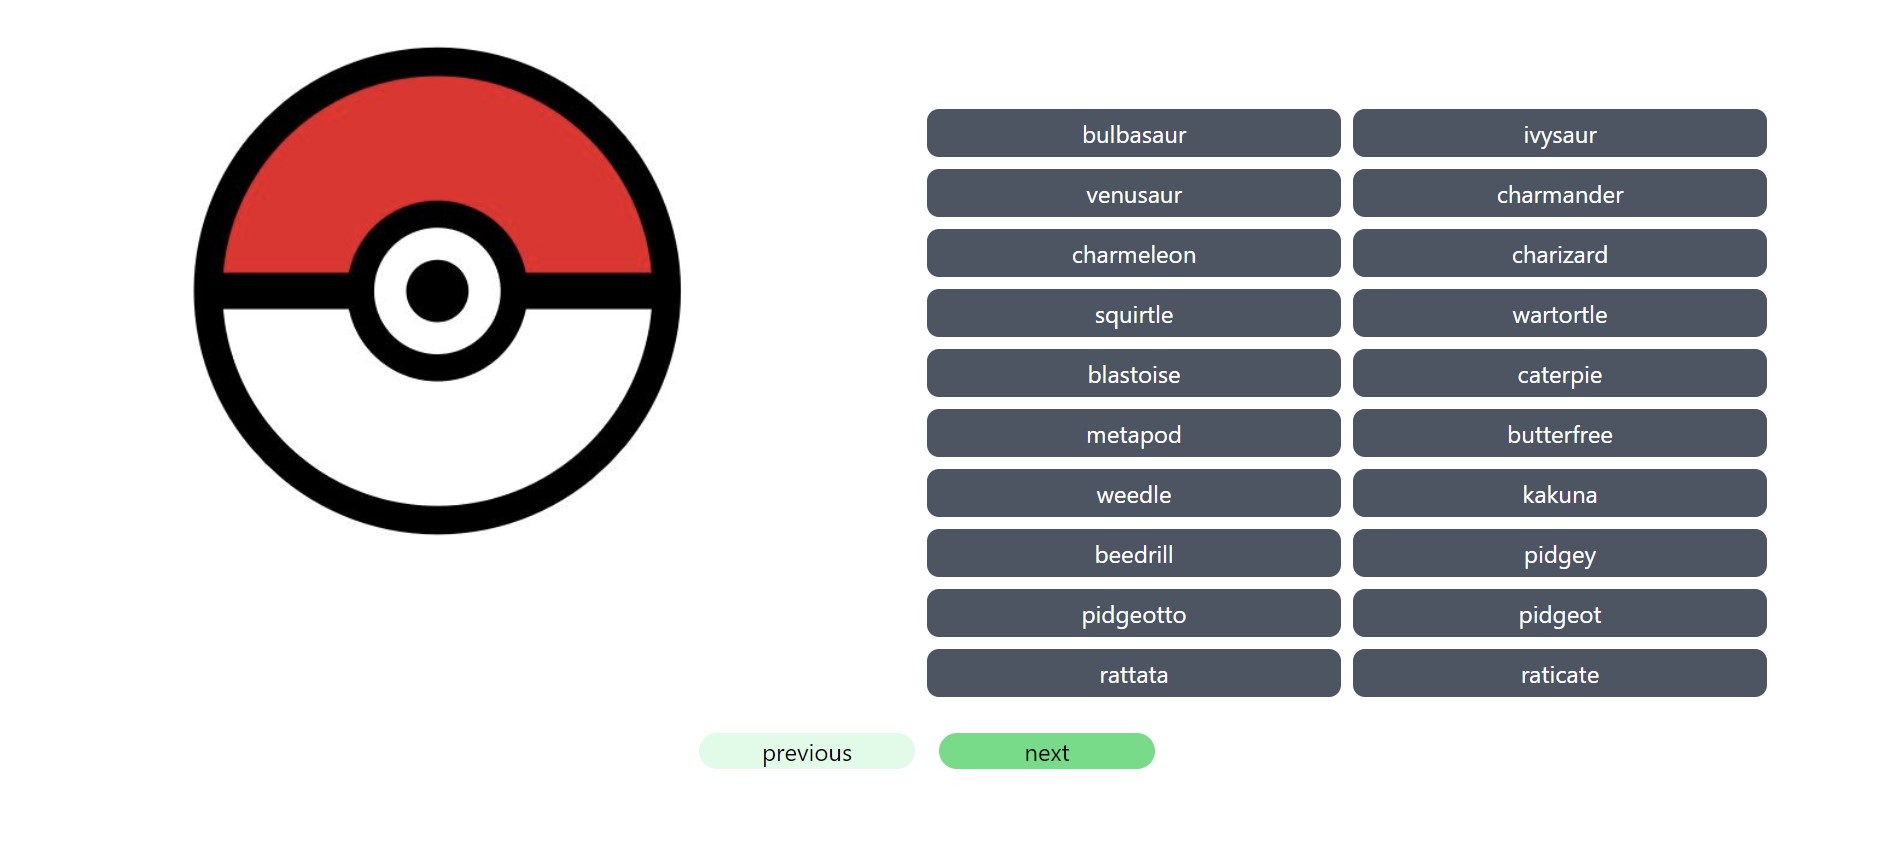 bulbasaur ivysaur
venusaur charmander
charmeleon charizard
squirtle wartortle
blastoise caterpie
metapod butterfree
weedle kakuna
beedrill pidgey
pidgeotto pidgeot
rattata raticate
previous next